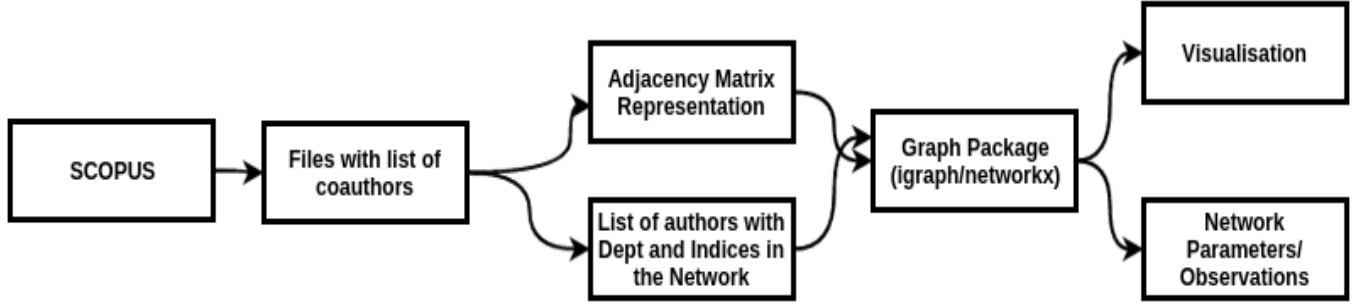 SCOPUS
Files with list of
coauthors
Adjacency Matrix
Representation
List of authors with
Dept and Indices in
the Network
Graph Package
(igraph/networkx)
Visualisation
Network
Parameters/
Observations